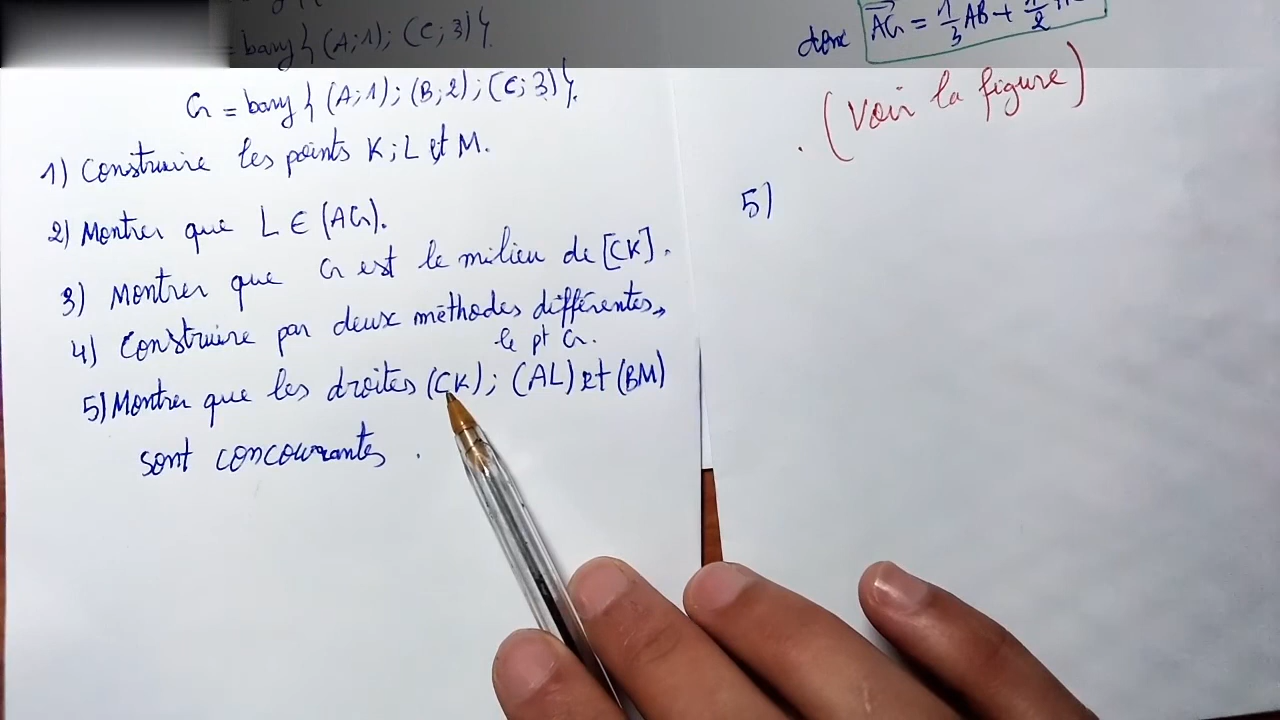 = bary { (A;1) ; (C;3) }.
G = bary { (A;1) ; (B;2) ; (C;3) }.
1) Construire les points K; L et M.
2) Montrer que L ∈ (AG).
3) Montrer que G est le milieu de [CK].
4) Construire par deux méthodes différentes,
le pt G.
5) Montrer que les droites (CK); (AL) et (BM)
sont concourantes.
donc AG = 1/3 AB + 1/2
(Voir la figure)
5)